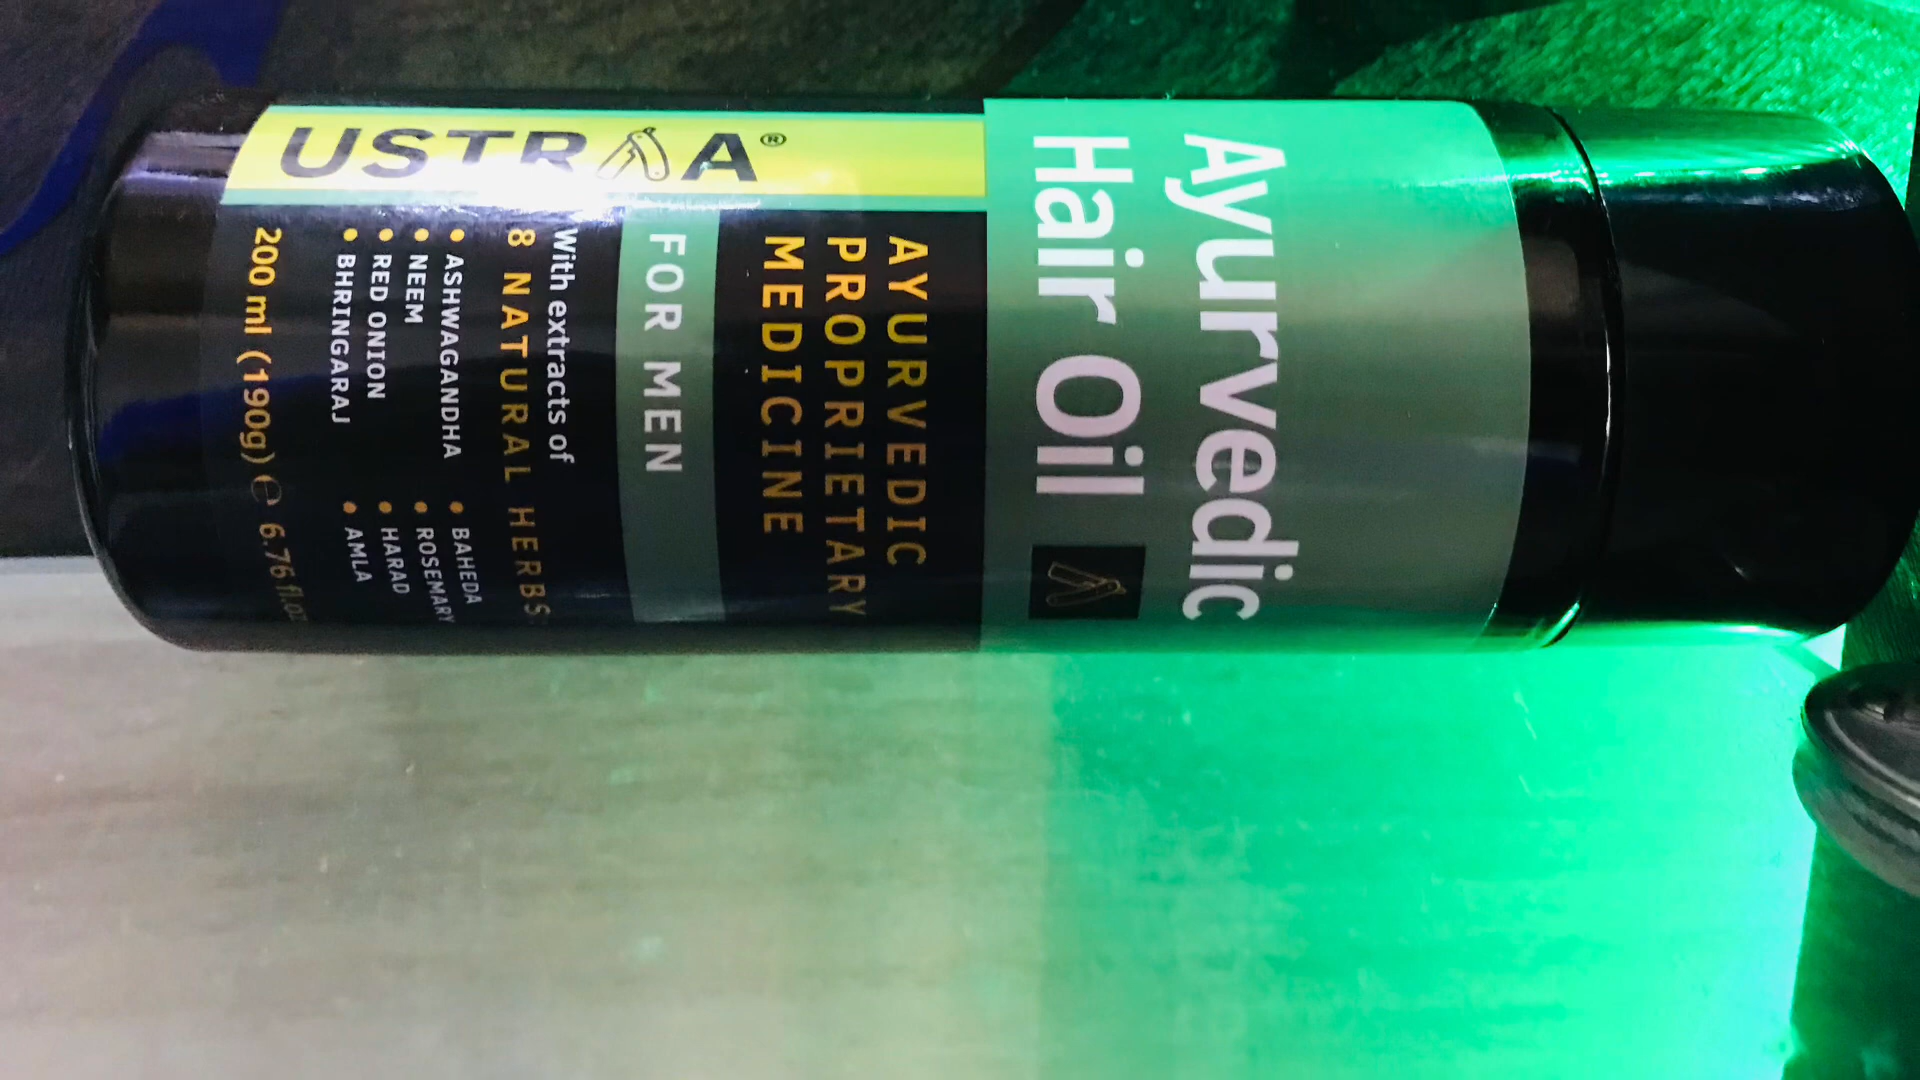 Ayurvedic
Hair Oil
AYURVEDIC
PROPRIETARY
MEDICINE
FOR MEN
With extracts of
8 NATURAL HERBS
• ASHWAGANDHA
• NEEM
• RED ONION
• BHRINGARAJ
• BAHEDA
• ROSEMARY
• HARAD
• AMLA
200 ml (190g) ℮ 6.76 fl.oz
USTRAA®